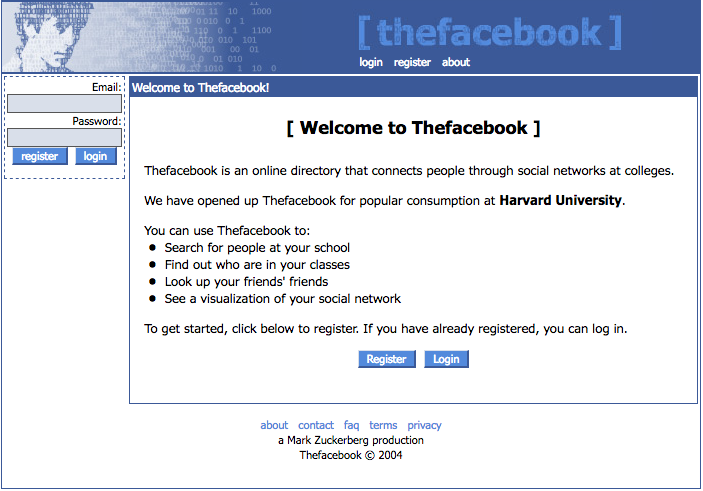 [ thefacebook ]
login register about
Email:
Password:
register login
Welcome to Thefacebook!
[ Welcome to Thefacebook ]
Thefacebook is an online directory that connects people through social networks at colleges.
We have opened up Thefacebook for popular consumption at Harvard University.
You can use Thefacebook to:
• Search for people at your school
• Find out who are in your classes
• Look up your friends' friends
• See a visualization of your social network
To get started, click below to register. If you have already registered, you can log in.
Register Login
about contact faq terms privacy
a Mark Zuckerberg production
Thefacebook © 2004